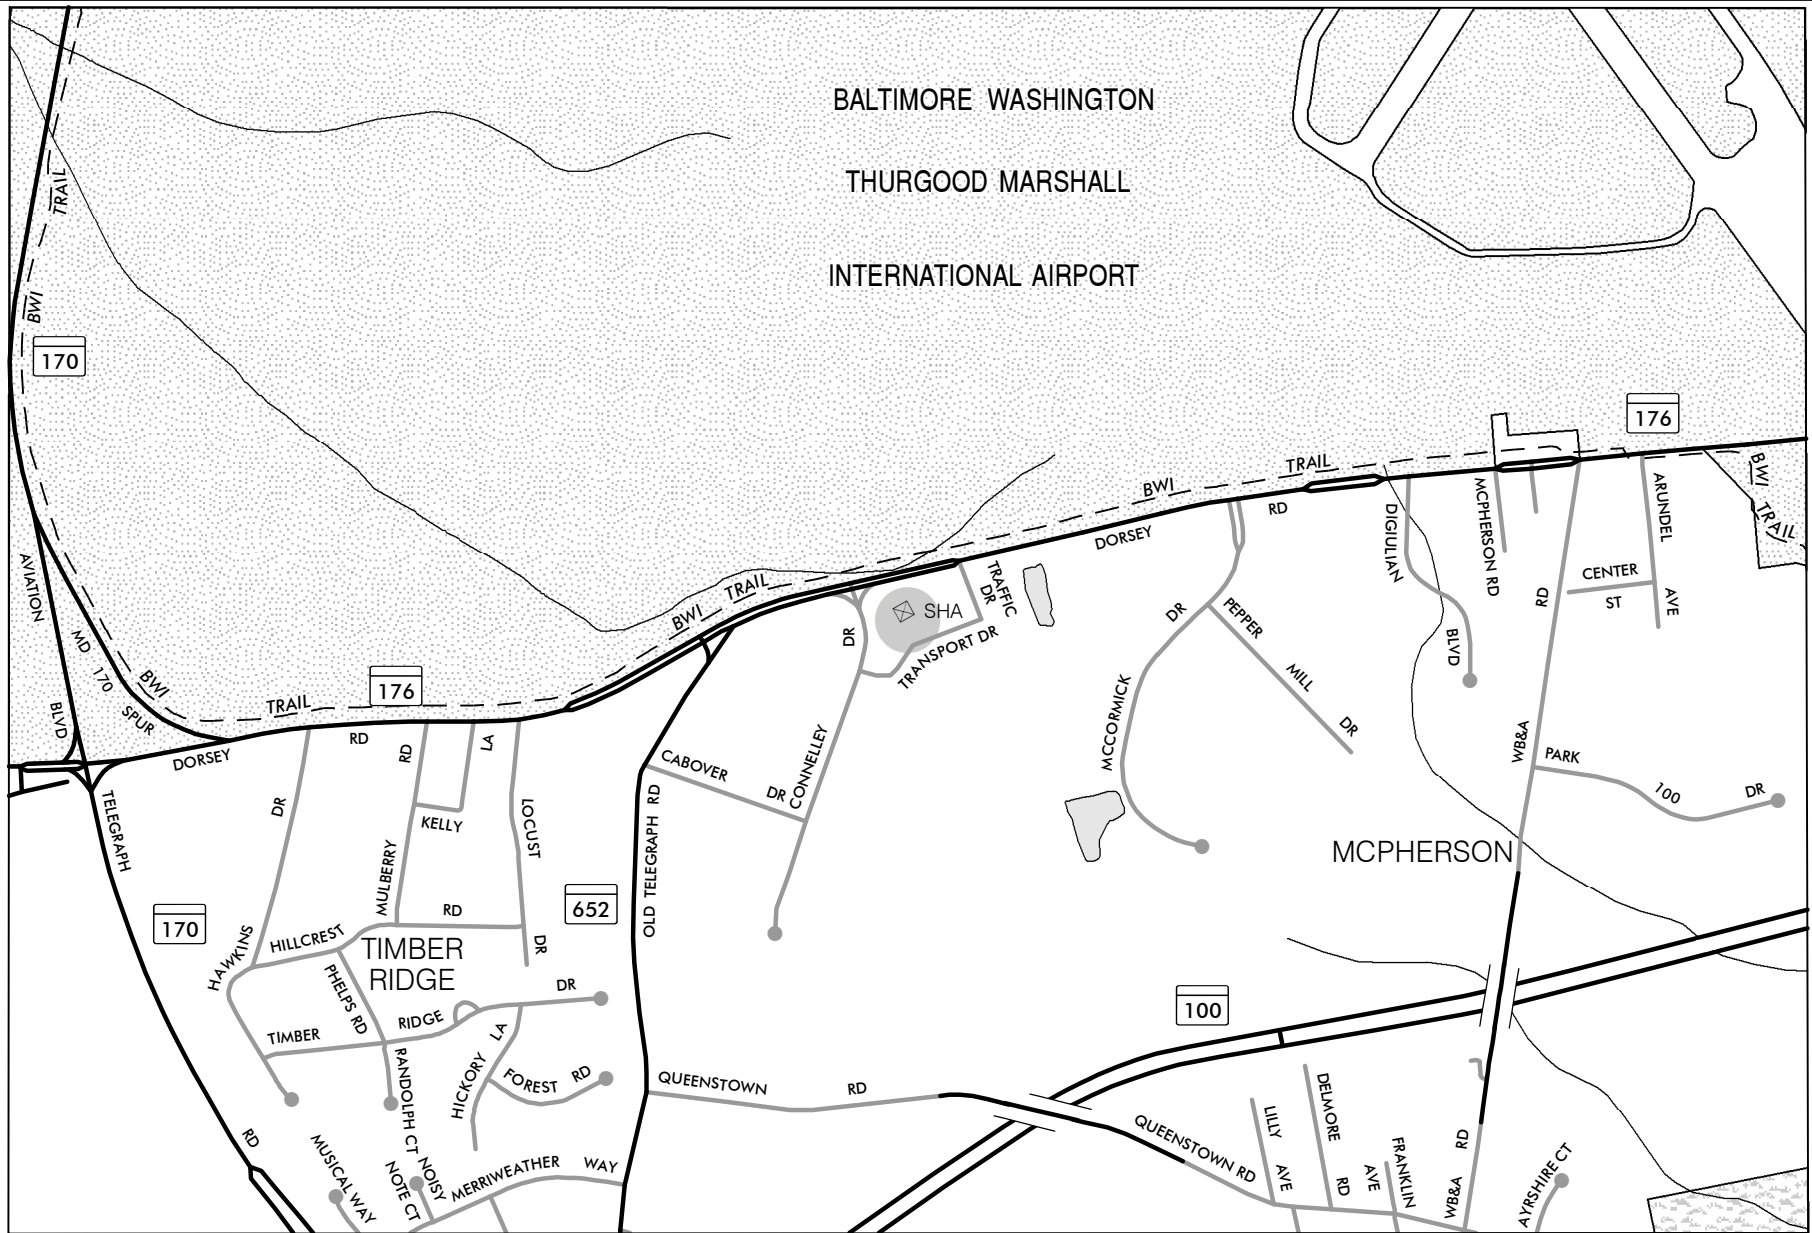 BALTIMORE WASHINGTON
THURGOOD MARSHALL
INTERNATIONAL AIRPORT
TRAIL
BWI
170
176
TRAIL
BWI
BWI
TRAIL
DORSEY
RD
AVIATION
BLVD
MD 170
SPUR
BWI
TRAIL
176
BWI
TRAIL
SHA
TRAFFIC
DR
TRANSPORT DR
DR
CONNELLEY
DIGIULIAN
BLVD
MCPHERSON RD
RD
WB&A
ARUNDEL
AVE
CENTER
ST
DR
MCCORMICK
PEPPER
MILL
DR
PARK
100
DR
DORSEY
RD
DR
HAWKINS
RD
MULBERRY
LA
KELLY
LOCUST
DR
CABOVER
DR
OLD TELEGRAPH RD
TELEGRAPH
RD
170
652
MCPHERSON
HILLCREST
RD
TIMBER
RIDGE
PHELPS RD
TIMBER
RIDGE
DR
HICKORY
LA
FOREST
RD
RANDOLPH CT
100
QUEENSTOWN
RD
QUEENSTOWN RD
LILLY
AVE
DELMORE
RD
FRANKLIN
AVE
WB&A
RD
AYRSHIRE CT
MUSICAL WAY
NOISY
NOTE CT
MERRIWEATHER
WAY